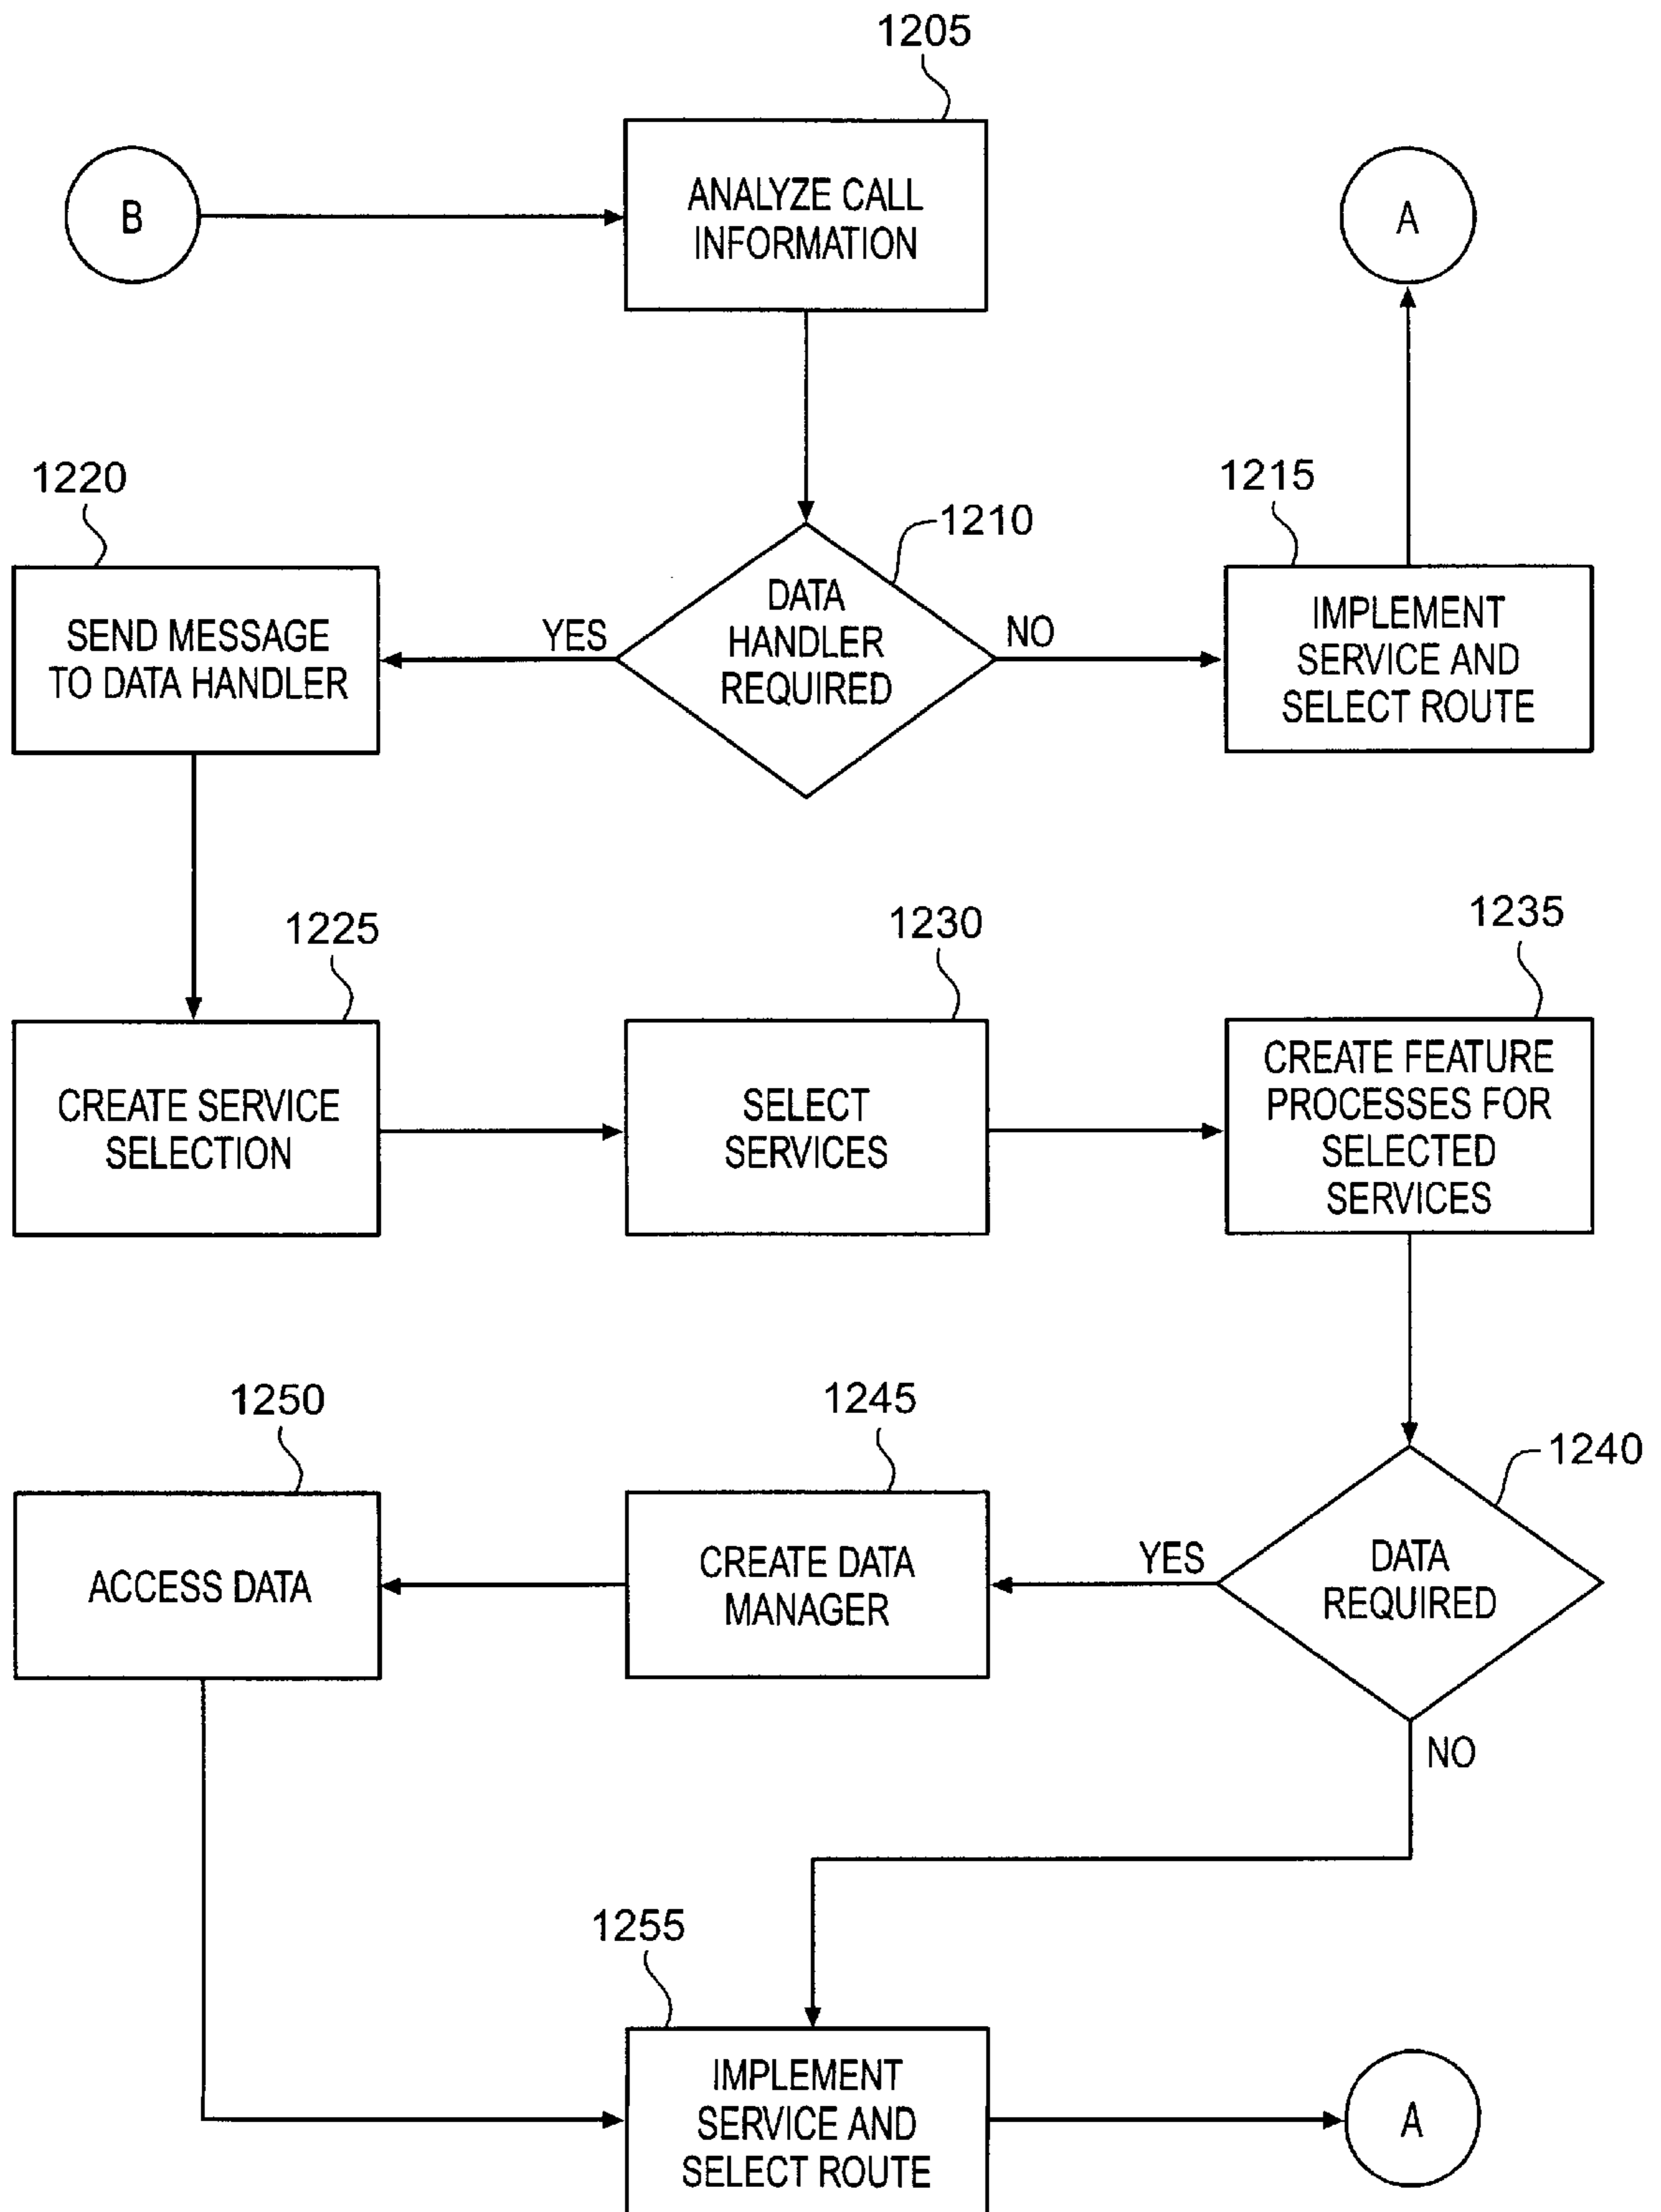 1205
B
ANALYZE CALL
INFORMATION
A
1220
1210
1215
SEND MESSAGE
TO DATA HANDLER
YES
DATA
HANDLER
REQUIRED
NO
IMPLEMENT
SERVICE AND
SELECT ROUTE
1225
1230
1235
CREATE SERVICE
SELECTION
SELECT
SERVICES
CREATE FEATURE
PROCESSES FOR
SELECTED
SERVICES
1250
1245
1240
ACCESS DATA
CREATE DATA
MANAGER
YES
DATA
REQUIRED
NO
1255
IMPLEMENT
SERVICE AND
SELECT ROUTE
A